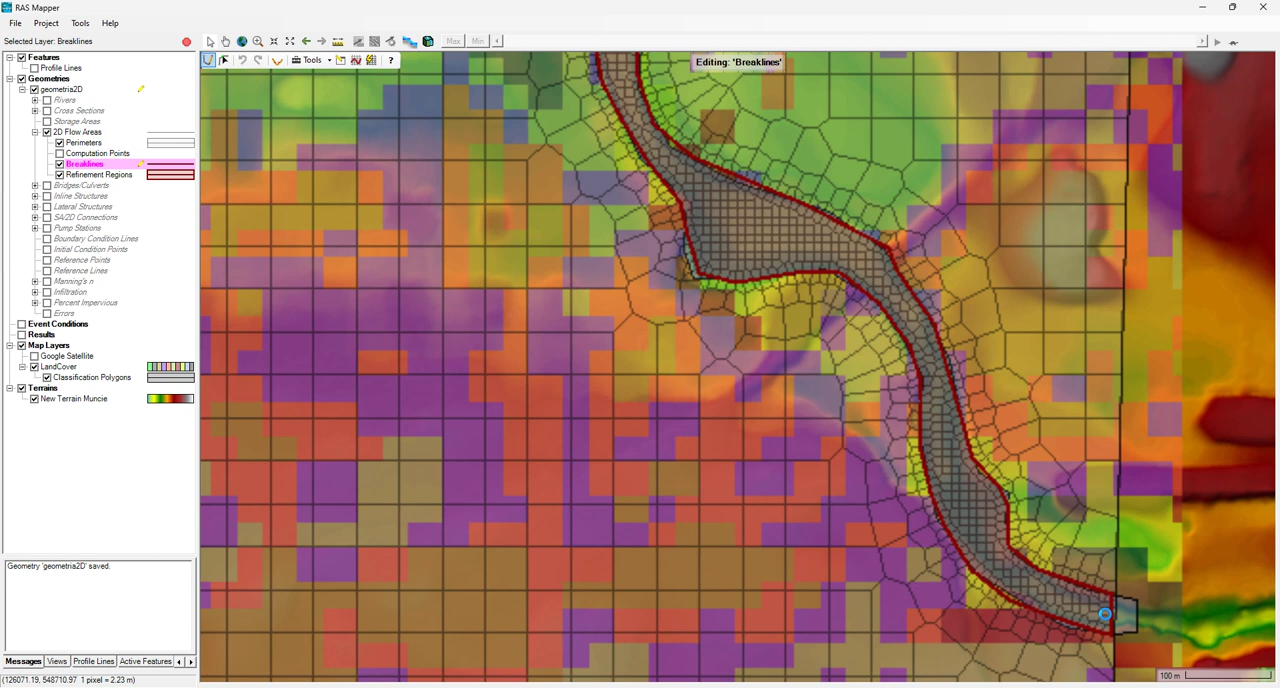 RAS Mapper
File Project Tools Help
Selected Layer: Breaklines
Max Min
Tools ?
Editing: 'Breaklines'
Features
Profile Lines
Geometries
geometria2D
Rivers
Cross Sections
Storage Areas
2D Flow Areas
Perimeters
Computation Points
Breaklines
Refinement Regions
Bridges/Culverts
Inline Structures
Lateral Structures
SA/2D Connections
Pump Stations
Boundary Condition Lines
Initial Condition Points
Reference Points
Reference Lines
Manning's n
Infiltration
Percent Impervious
Errors
Event Conditions
Results
Map Layers
Google Satellite
LandCover
Classification Polygons
Terrains
New Terrain Muncie
Geometry 'geometria2D' saved.
Messages Views Profile Lines Active Features
(126071.19, 548710.97 1 pixel = 2.23 m)
100 m